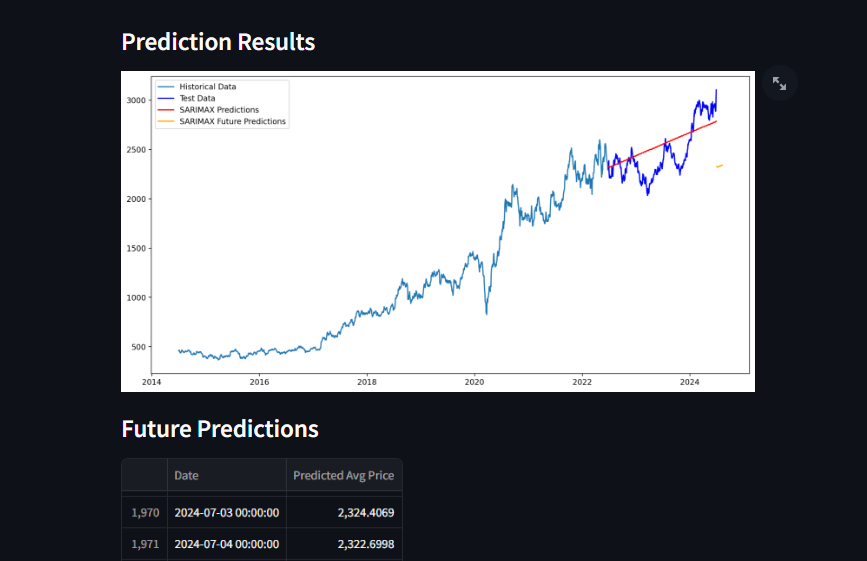 Prediction Results
Historical Data
Test Data
SARIMAX Predictions
SARIMAX Future Predictions
3000
2500
2000
1500
1000
500
2014 2016 2018 2020 2022 2024
Future Predictions
Date Predicted Avg Price
1,970 2024-07-03 00:00:00 2,324.4069
1,971 2024-07-04 00:00:00 2,322.6998